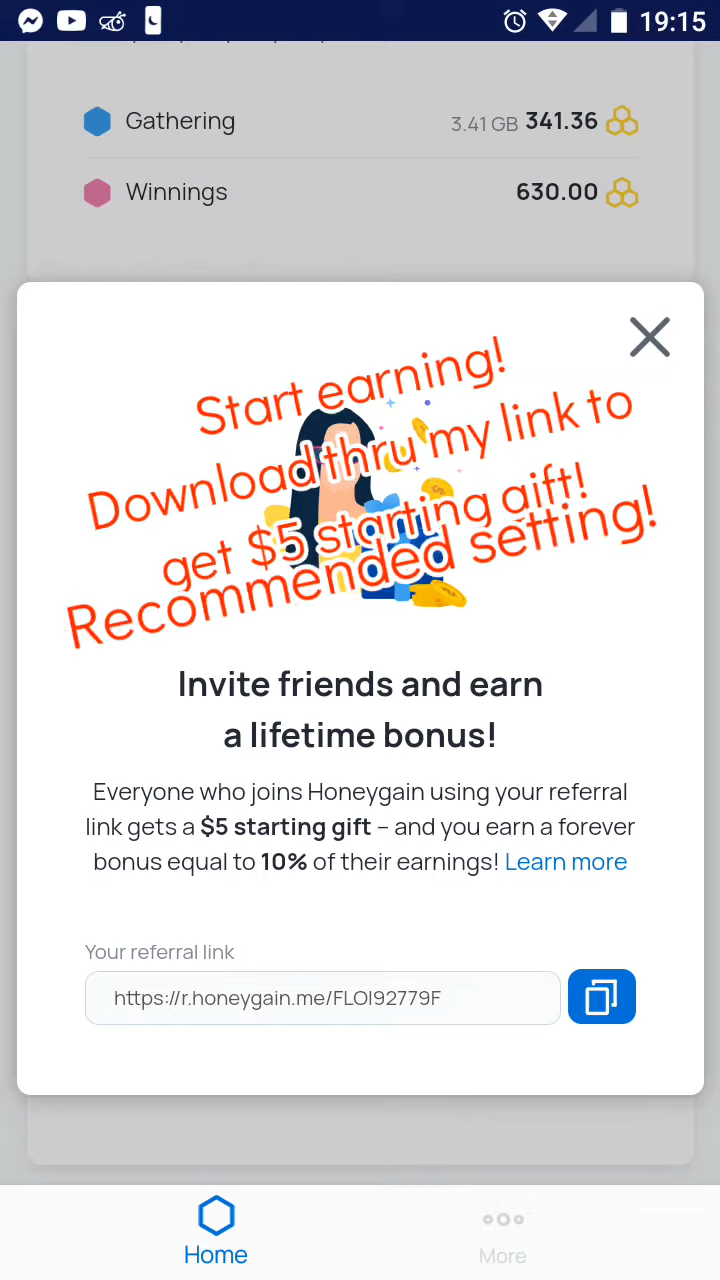 19:15
Gathering 3.41 GB 341.36
Winnings 630.00
Start earning!
Download thru my link to
get $5 starting gift!
Recommended setting!
Invite friends and earn
a lifetime bonus!
Everyone who joins Honeygain using your referral
link gets a $5 starting gift – and you earn a forever
bonus equal to 10% of their earnings! Learn more
Your referral link
https://r.honeygain.me/FLOI92779F
Home
More